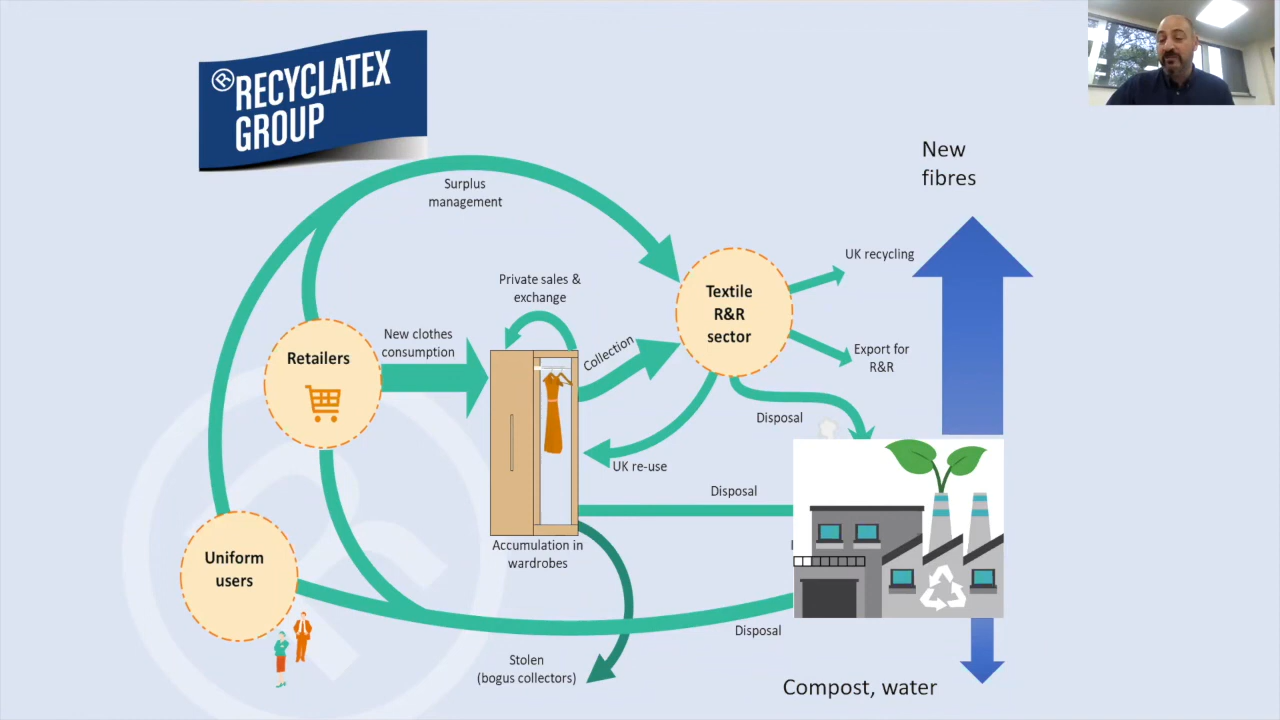 ® RECYCLATEX
GROUP
New
fibres
Surplus
management
UK recycling
Private sales &
exchange
Textile
R&R
sector
New clothes
consumption
Collection
Export for
R&R
Retailers
Disposal
UK re-use
Disposal
Accumulation in
wardrobes
Uniform
users
Disposal
Stolen
(bogus collectors)
Compost, water